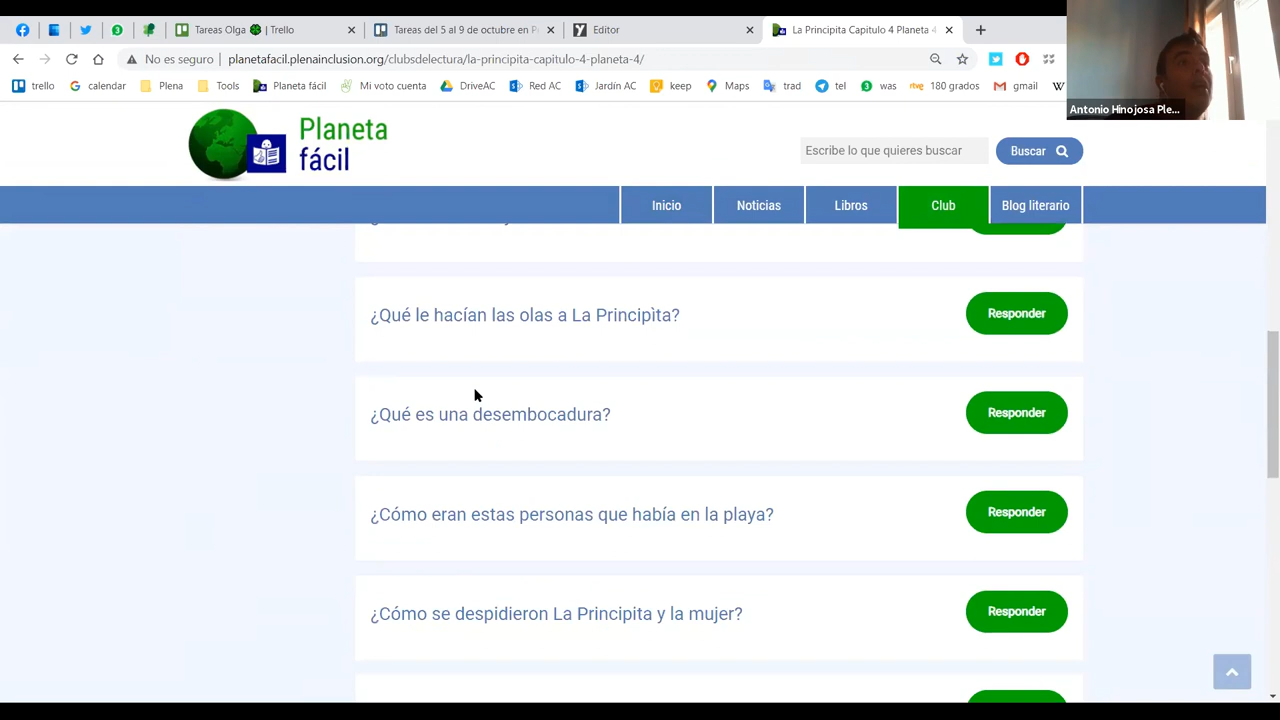 Tareas Olga 🍀 | Trello
Tareas del 5 al 9 de octubre en P
Editor
La Principita Capitulo 4 Planeta 4
No es seguro | planetafacil.plenainclusion.org/clubsdelectura/la-principita-capitulo-4-planeta-4/
trello calendar Plena Tools Planeta fácil Mi voto cuenta DriveAC Red AC Jardín AC keep Maps trad tel was 180 grados gmail W
Antonio Hinojosa Ple...
Planeta
fácil
Escribe lo que quieres buscar
Buscar
Inicio Noticias Libros Club Blog literario
¿Qué le hacían las olas a La Principìta?
Responder
¿Qué es una desembocadura?
Responder
¿Cómo eran estas personas que había en la playa?
Responder
¿Cómo se despidieron La Principita y la mujer?
Responder